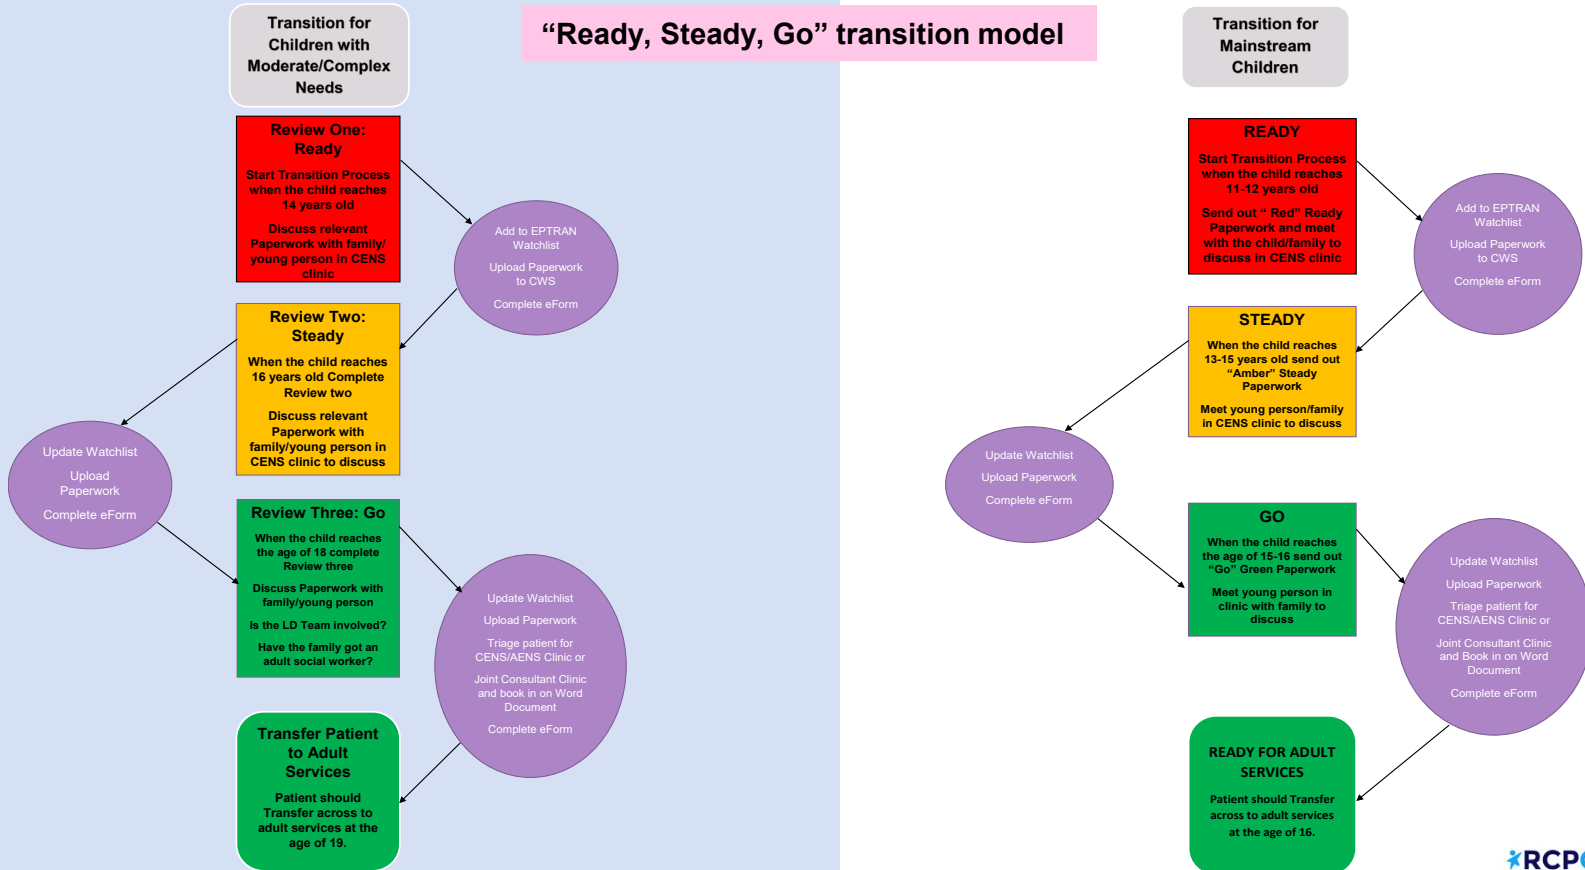 “Ready, Steady, Go” transition model
Transition for
Children with
Moderate/Complex
Needs
Review One:
Ready
Start Transition Process
when the child reaches
14 years old
Discuss relevant
Paperwork with family/
young person in CENS
clinic
Add to EPTRAN
Watchlist
Upload Paperwork
to CWS
Complete eForm
Review Two:
Steady
When the child reaches
16 years old Complete
Review two
Discuss relevant
Paperwork with
family/young person in
CENS clinic to discuss
Update Watchlist
Upload
Paperwork
Complete eForm
Review Three: Go
When the child reaches
the age of 18 complete
Review three
Discuss Paperwork with
family/young person
Is the LD Team involved?
Have the family got an
adult social worker?
Update Watchlist
Upload Paperwork
Triage patient for
CENS/AENS Clinic or
Joint Consultant Clinic
and book in on Word
Document
Complete eForm
Transfer Patient
to Adult
Services
Patient should
Transfer across to
adult services at the
age of 19.
Transition for
Mainstream
Children
READY
Start Transition Process
when the child reaches
11-12 years old
Send out “ Red” Ready
Paperwork and meet
with the child/family to
discuss in CENS clinic
Add to EPTRAN
Watchlist
Upload Paperwork
to CWS
Complete eForm
STEADY
When the child reaches
13-15 years old send out
“Amber” Steady
Paperwork
Meet young person/family
in CENS clinic to discuss
Update Watchlist
Upload Paperwork
Complete eForm
GO
When the child reaches
the age of 15-16 send out
“Go” Green Paperwork
Meet young person in
clinic with family to
discuss
Update Watchlist
Upload Paperwork
Triage patient for
CENS/AENS Clinic or
Joint Consultant Clinic
and Book in on Word
Document
Complete eForm
READY FOR ADULT
SERVICES
Patient should Transfer
across to adult services
at the age of 16.